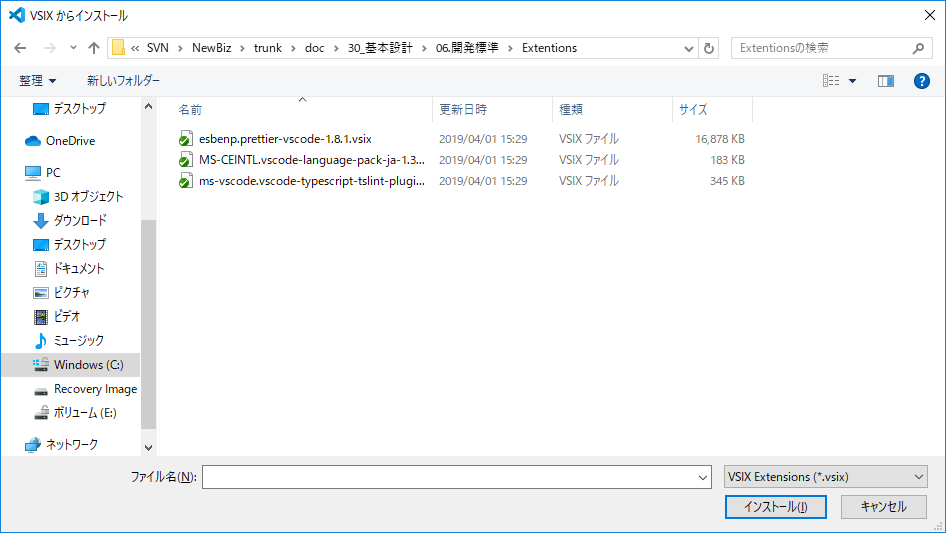 VSIX からインストール
« SVN > NewBiz > trunk > doc > 30_基本設計 > 06.開発標準 > Extentions
Extentionsの検索
整理 新しいフォルダー
名前 更新日時 種類 サイズ
esbenp.prettier-vscode-1.8.1.vsix 2019/04/01 15:29 VSIX ファイル 16,878 KB
MS-CEINTL.vscode-language-pack-ja-1.3... 2019/04/01 15:29 VSIX ファイル 183 KB
ms-vscode.vscode-typescript-tslint-plugi... 2019/04/01 15:29 VSIX ファイル 345 KB
デスクトップ
OneDrive
PC
3D オブジェクト
ダウンロード
デスクトップ
ドキュメント
ピクチャ
ビデオ
ミュージック
Windows (C:)
Recovery Image
ボリューム (E:)
ネットワーク
ファイル名(N):
VSIX Extensions (*.vsix)
インストール(I) キャンセル